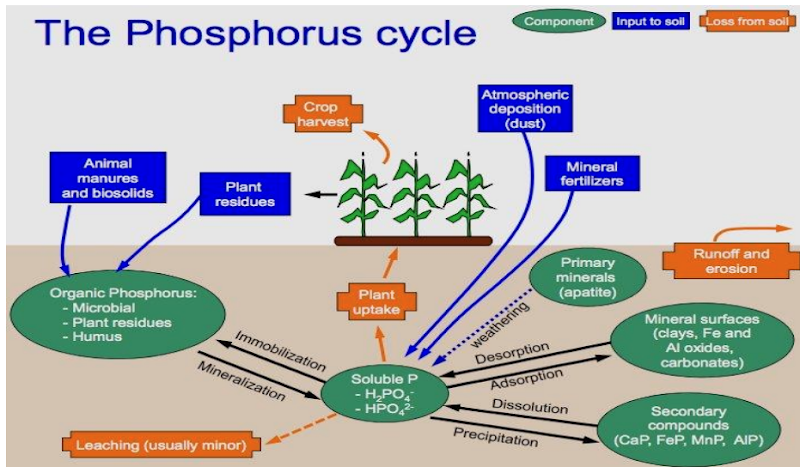 The Phosphorus cycle
Component
Input to soil
Loss from soil
Crop
harvest
Atmospheric
deposition
(dust)
Animal
manures
and biosolids
Plant
residues
Mineral
fertilizers
Runoff and
erosion
Primary
minerals
(apatite)
Organic Phosphorus:
- Microbial
- Plant residues
- Humus
Plant
uptake
weathering
Mineral surfaces
(clays, Fe and
Al oxides,
carbonates)
Immobilization
Mineralization
Desorption
Adsorption
Soluble P
- H₂PO₄⁻
- HPO₄²⁻
Dissolution
Precipitation
Secondary
compounds
(CaP, FeP, MnP, AlP)
Leaching (usually minor)